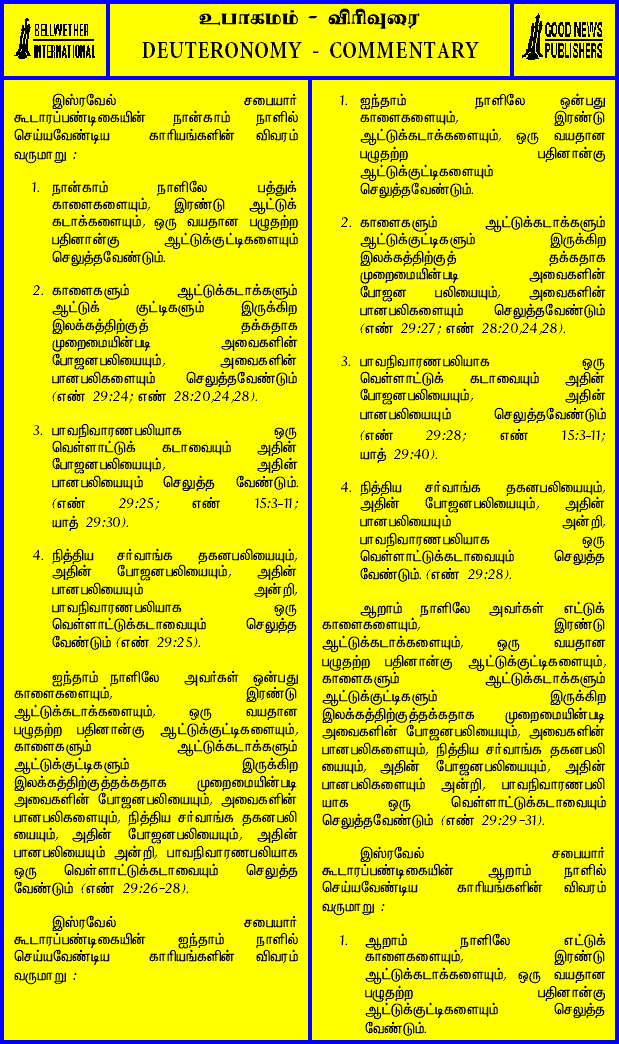 BELLWETHER
INTERNATIONAL
உபாகமம் - விரிவுரை
DEUTERONOMY - COMMENTARY
GOOD NEWS
PUBLISHERS
இஸ்ரவேல் சபையார்
கூடாரப்பண்டிகையின் நான்காம் நாளில்
செய்யவேண்டிய காரியங்களின் விவரம்
வருமாறு :
1. நான்காம் நாளிலே பத்துக்
காளைகளையும், இரண்டு ஆட்டுக்
கடாக்களையும், ஒரு வயதான பழுதற்ற
பதினான்கு ஆட்டுக்குட்டிகளையும்
செலுத்தவேண்டும்.
2. காளைகளும் ஆட்டுக்கடாக்களும்
ஆட்டுக் குட்டிகளும் இருக்கிற
இலக்கத்திற்குத் தக்கதாக
முறைமையின்படி அவைகளின்
போஜனபலியையும், அவைகளின்
பானபலிகளையும் செலுத்தவேண்டும்
(எண் 29:24; எண் 28:20,24,28).
3. பாவநிவாரணபலியாக ஒரு
வெள்ளாட்டுக் கடாவையும் அதின்
போஜனபலியையும், அதின்
பானபலியையும் செலுத்த வேண்டும்.
(எண் 29:25; எண் 15:3-11;
யாத் 29:30).
4. நித்திய சர்வாங்க தகனபலியையும்,
அதின் போஜனபலியையும், அதின்
பானபலியையும் அன்றி,
பாவநிவாரணபலியாக ஒரு
வெள்ளாட்டுக்கடாவையும் செலுத்த
வேண்டும் (எண் 29:25).
ஐந்தாம் நாளிலே அவர்கள் ஒன்பது
காளைகளையும், இரண்டு
ஆட்டுக்கடாக்களையும், ஒரு வயதான
பழுதற்ற பதினான்கு ஆட்டுக்குட்டிகளையும்,
காளைகளும் ஆட்டுக்கடாக்களும்
ஆட்டுக்குட்டிகளும் இருக்கிற
இலக்கத்திற்குத்தக்கதாக முறைமையின்படி
அவைகளின் போஜனபலியையும், அவைகளின்
பானபலிகளையும், நித்திய சர்வாங்க தகனபலி
யையும், அதின் போஜனபலியையும், அதின்
பானபலியையும் அன்றி, பாவநிவாரணபலியாக
ஒரு வெள்ளாட்டுக்கடாவையும் செலுத்த
வேண்டும் (எண் 29:26-28).
இஸ்ரவேல் சபையார்
கூடாரப்பண்டிகையின் ஐந்தாம் நாளில்
செய்யவேண்டிய காரியங்களின் விவரம்
வருமாறு :
1. ஐந்தாம் நாளிலே ஒன்பது
காளைகளையும், இரண்டு
ஆட்டுக்கடாக்களையும், ஒரு வயதான
பழுதற்ற பதினான்கு
ஆட்டுக்குட்டிகளையும்
செலுத்தவேண்டும்.
2. காளைகளும் ஆட்டுக்கடாக்களும்
ஆட்டுக்குட்டிகளும் இருக்கிற
இலக்கத்திற்குத் தக்கதாக
முறைமையின்படி அவைகளின்
போஜன பலியையும், அவைகளின்
பானபலிகளையும் செலுத்தவேண்டும்
(எண் 29:27; எண் 28:20,24,28).
3. பாவநிவாரணபலியாக ஒரு
வெள்ளாட்டுக் கடாவையும் அதின்
போஜனபலியையும், அதின்
பானபலியையும் செலுத்தவேண்டும்
(எண் 29:28; எண் 15:3-11;
யாத் 29:40).
4. நித்திய சர்வாங்க தகனபலியையும்,
அதின் போஜனபலியையும், அதின்
பானபலியையும் அன்றி,
பாவநிவாரணபலியாக ஒரு
வெள்ளாட்டுக்கடாவையும் செலுத்த
வேண்டும். (எண் 29:28).
ஆறாம் நாளிலே அவர்கள் எட்டுக்
காளைகளையும், இரண்டு
ஆட்டுக்கடாக்களையும், ஒரு வயதான
பழுதற்ற பதினான்கு ஆட்டுக்குட்டிகளையும்,
காளைகளும் ஆட்டுக்கடாக்களும்
ஆட்டுக்குட்டிகளும் இருக்கிற
இலக்கத்திற்குத்தக்கதாக முறைமையின்படி
அவைகளின் போஜனபலியையும், அவைகளின்
பானபலிகளையும், நித்திய சர்வாங்க தகனபலி
யையும், அதின் போஜனபலியையும், அதின்
பானபலிகளையும் அன்றி, பாவநிவாரணபலி
யாக ஒரு வெள்ளாட்டுக்கடாவையும்
செலுத்தவேண்டும் (எண் 29:29-31).
இஸ்ரவேல் சபையார்
கூடாரப்பண்டிகையின் ஆறாம் நாளில்
செய்யவேண்டிய காரியங்களின் விவரம்
வருமாறு :
1. ஆறாம் நாளிலே எட்டுக்
காளைகளையும், இரண்டு
ஆட்டுக்கடாக்களையும், ஒரு வயதான
பழுதற்ற பதினான்கு
ஆட்டுக்குட்டிகளையும் செலுத்த
வேண்டும்.